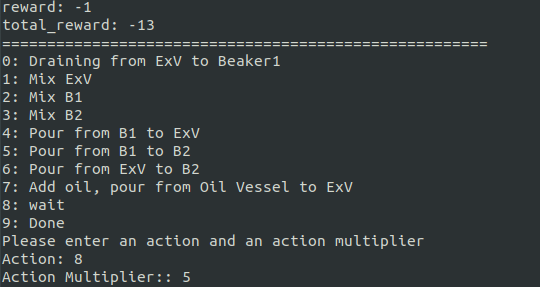 reward: -1
total_reward: -13
======================================================
0: Draining from ExV to Beaker1
1: Mix ExV
2: Mix B1
3: Mix B2
4: Pour from B1 to ExV
5: Pour from B1 to B2
6: Pour from ExV to B2
7: Add oil, pour from Oil Vessel to ExV
8: wait
9: Done
Please enter an action and an action multiplier
Action: 8
Action Multiplier:: 5